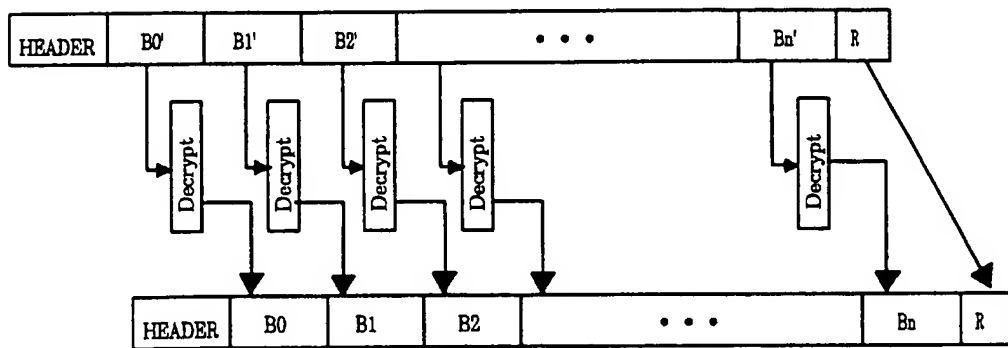 HEADER B0' B1' B2' • • • Bn' R
Decrypt Decrypt Decrypt Decrypt Decrypt
HEADER B0 B1 B2 • • • Bn R